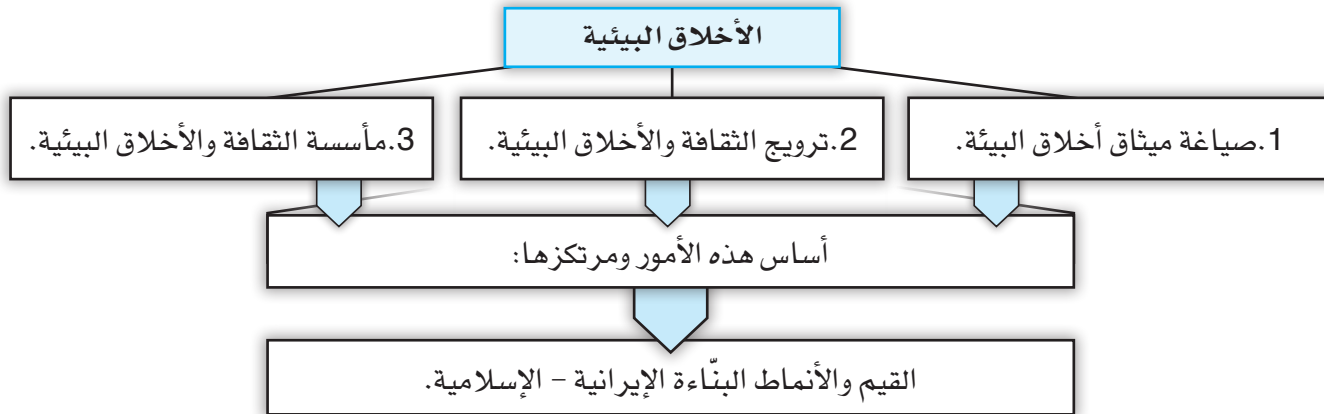 الأخلاق البيئية
1.صياغة ميثاق أخلاق البيئة.
2.ترويج الثقافة والأخلاق البيئية.
3.مأسسة الثقافة والأخلاق البيئية.
أساس هذه الأمور ومرتكزها:
القيم والأنماط البنّاءة الإيرانية – الإسلامية.